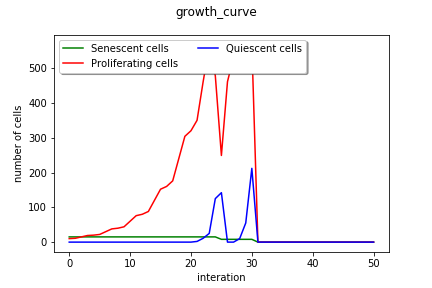 growth_curve
Senescent cells
Quiescent cells
Proliferating cells
number of cells
500
400
300
200
100
0
0 10 20 30 40 50
interation